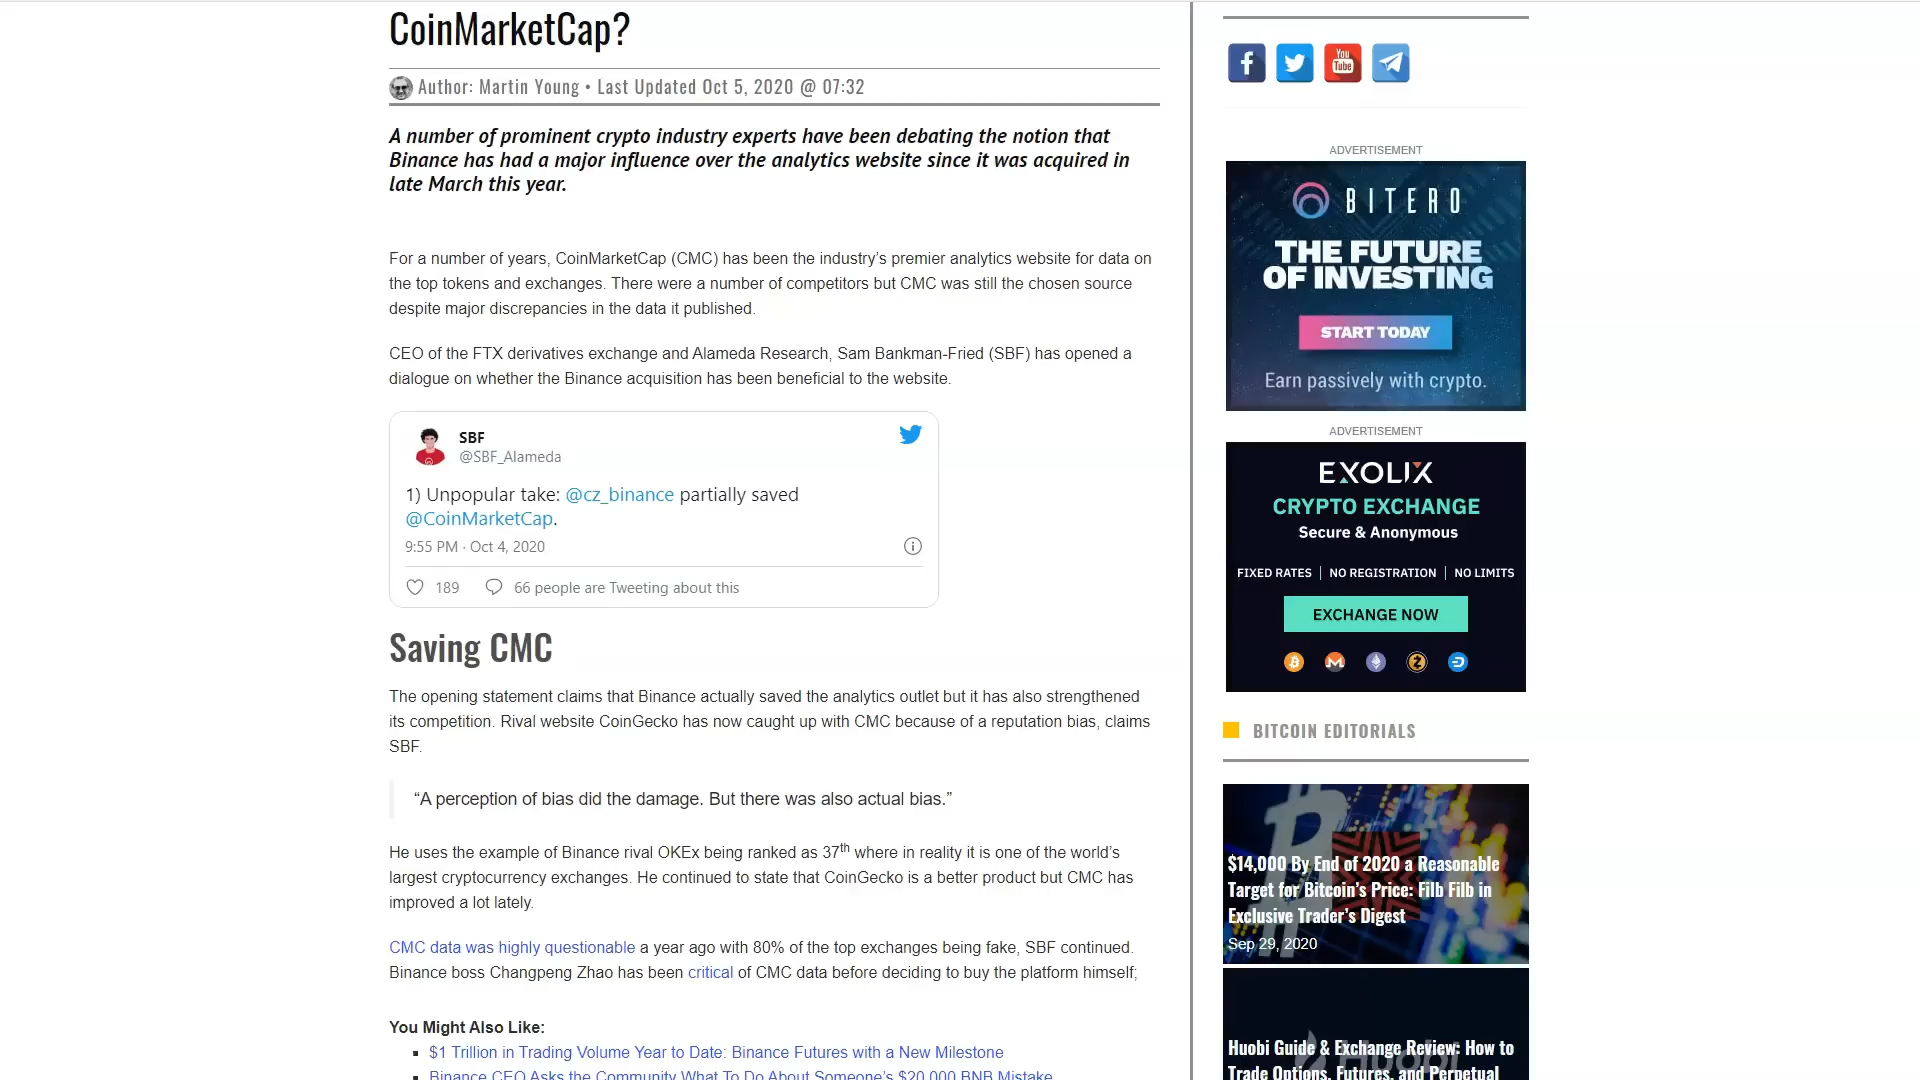 CoinMarketCap?
Author: Martin Young • Last Updated Oct 5, 2020 @ 07:32
A number of prominent crypto industry experts have been debating the notion that
Binance has had a major influence over the analytics website since it was acquired in
late March this year.
For a number of years, CoinMarketCap (CMC) has been the industry’s premier analytics website for data on
the top tokens and exchanges. There were a number of competitors but CMC was still the chosen source
despite major discrepancies in the data it published.
CEO of the FTX derivatives exchange and Alameda Research, Sam Bankman-Fried (SBF) has opened a
dialogue on whether the Binance acquisition has been beneficial to the website.
SBF
@SBF_Alameda
1) Unpopular take: @cz_binance partially saved
@CoinMarketCap.
9:55 PM · Oct 4, 2020
189 66 people are Tweeting about this
Saving CMC
The opening statement claims that Binance actually saved the analytics outlet but it has also strengthened
its competition. Rival website CoinGecko has now caught up with CMC because of a reputation bias, claims
SBF.
“A perception of bias did the damage. But there was also actual bias.”
He uses the example of Binance rival OKEx being ranked as 37th where in reality it is one of the world’s
largest cryptocurrency exchanges. He continued to state that CoinGecko is a better product but CMC has
improved a lot lately.
CMC data was highly questionable a year ago with 80% of the top exchanges being fake, SBF continued.
Binance boss Changpeng Zhao has been critical of CMC data before deciding to buy the platform himself;
You Might Also Like:
$1 Trillion in Trading Volume Year to Date: Binance Futures with a New Milestone
Binance CEO Asks the Community What To Do About Someone’s $20,000 BNB Mistake
You Tube
ADVERTISEMENT
BITERO
THE FUTURE
OF INVESTING
START TODAY
Earn passively with crypto.
ADVERTISEMENT
EXOLIX
CRYPTO EXCHANGE
Secure & Anonymous
FIXED RATES | NO REGISTRATION | NO LIMITS
EXCHANGE NOW
BITCOIN EDITORIALS
$14,000 By End of 2020 a Reasonable
Target for Bitcoin’s Price: Filb Filb in
Exclusive Trader’s Digest
Sep 29, 2020
Huobi
Huobi Guide & Exchange Review: How to
Trade Options, Futures, and Perpetual